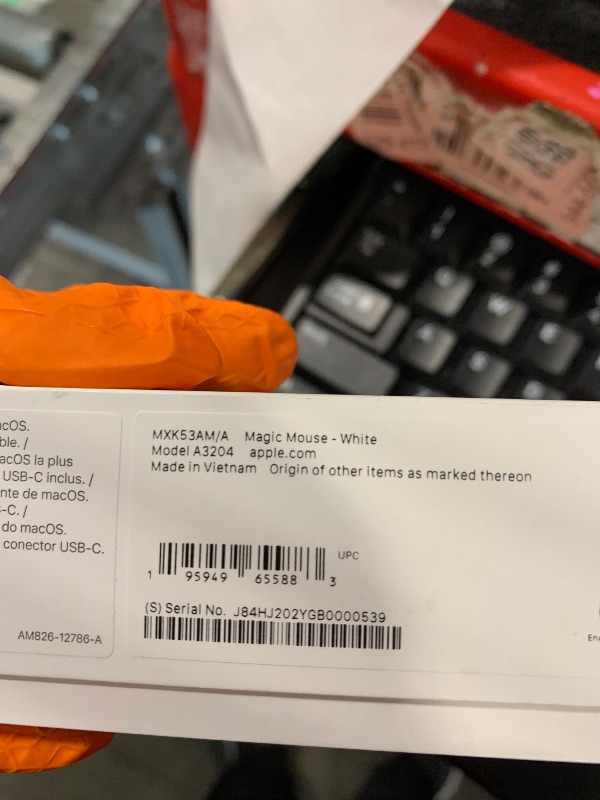 acOS.
ble. /
acOS la plus
USB-C inclus. /
nte de macOS.
-C. /
do macOS.
conector USB-C.
AM826-12786-A
MXK53AM/A Magic Mouse - White
Model A3204 apple.com
Made in Vietnam Origin of other items as marked thereon
UPC
1 95949 65588 3
(S) Serial No. J84HJ202YGB0000539
En